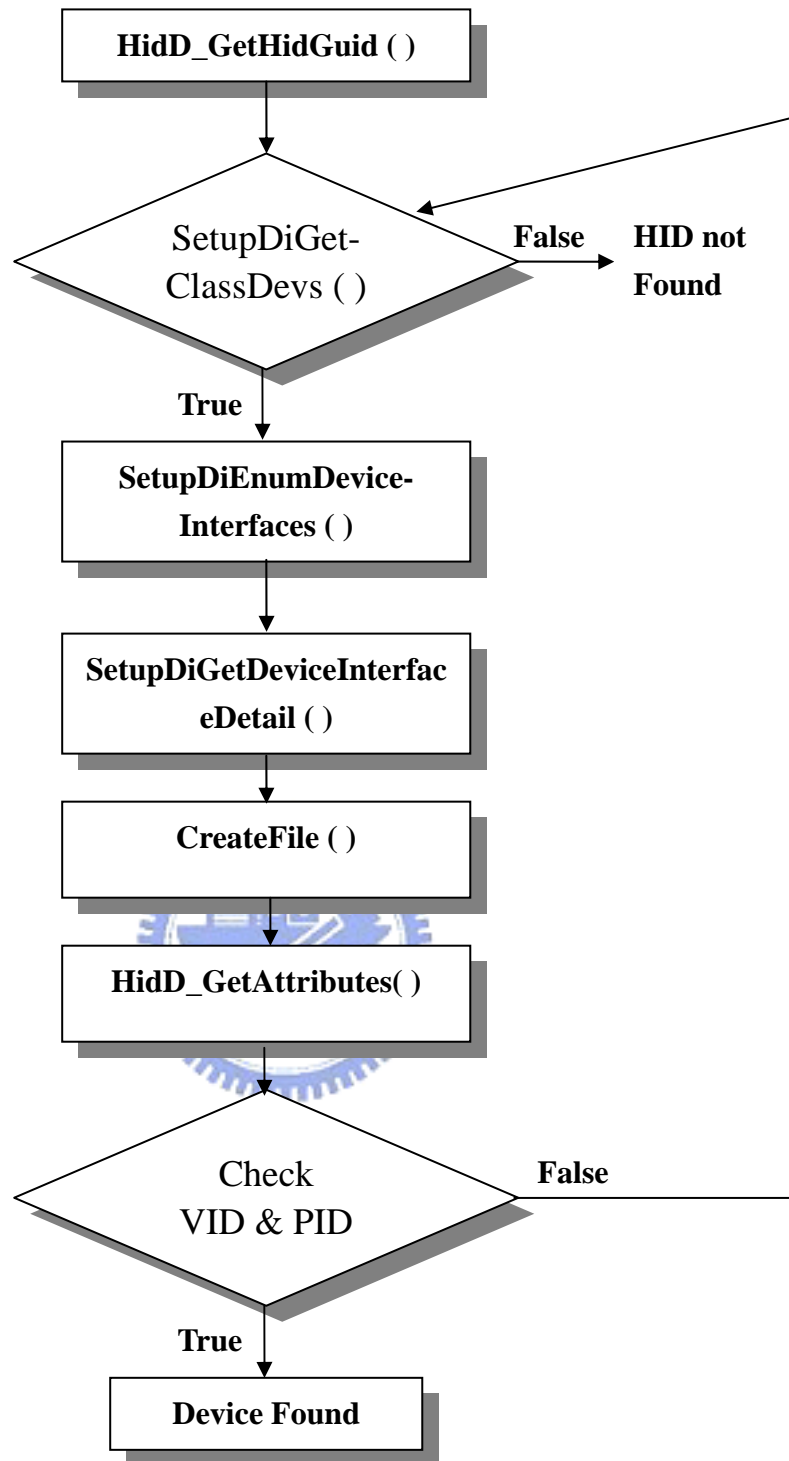 HidD_GetHidGuid ( )
SetupDiGet-
ClassDevs ( )
False
HID not
Found
True
SetupDiEnumDevice-
Interfaces ( )
SetupDiGetDeviceInterfac
eDetail ( )
CreateFile ( )
HidD_GetAttributes( )
Check
VID & PID
False
True
Device Found